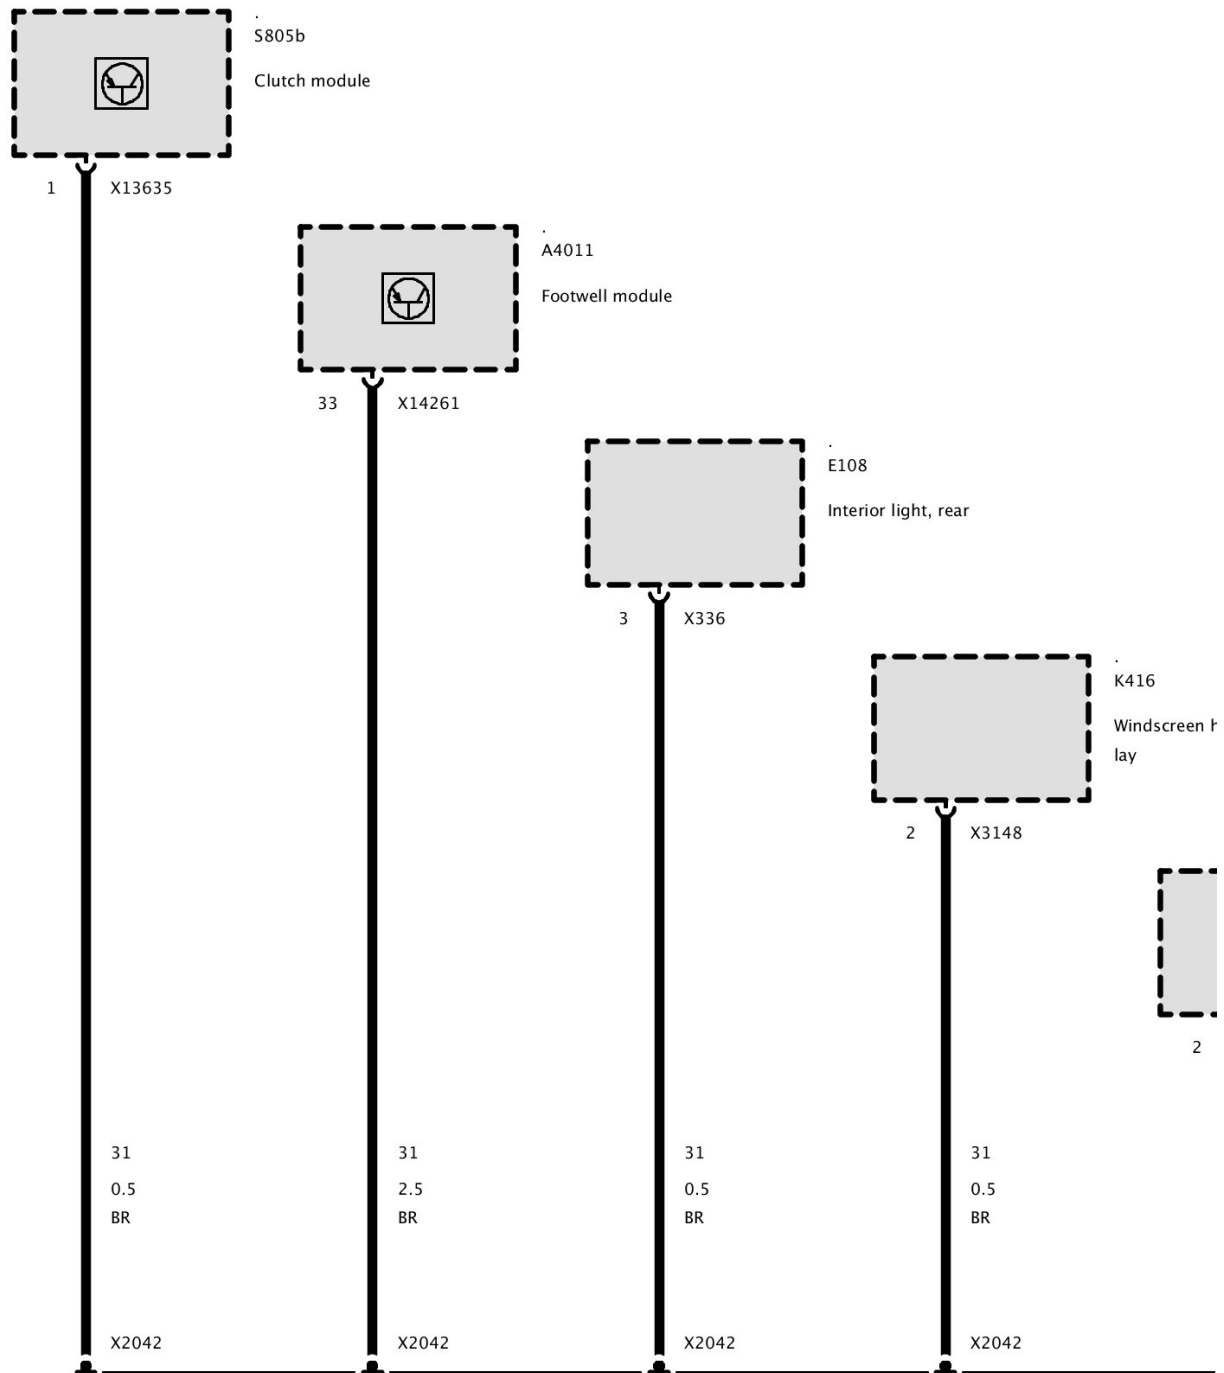 .
S805b
Clutch module
1 X13635
.
A4011
Footwell module
33 X14261
.
E108
Interior light, rear
3 X336
.
K416
Windscreen h
lay
2 X3148
2
31 31 31 31
0.5 2.5 0.5 0.5
BR BR BR BR
X2042 X2042 X2042 X2042